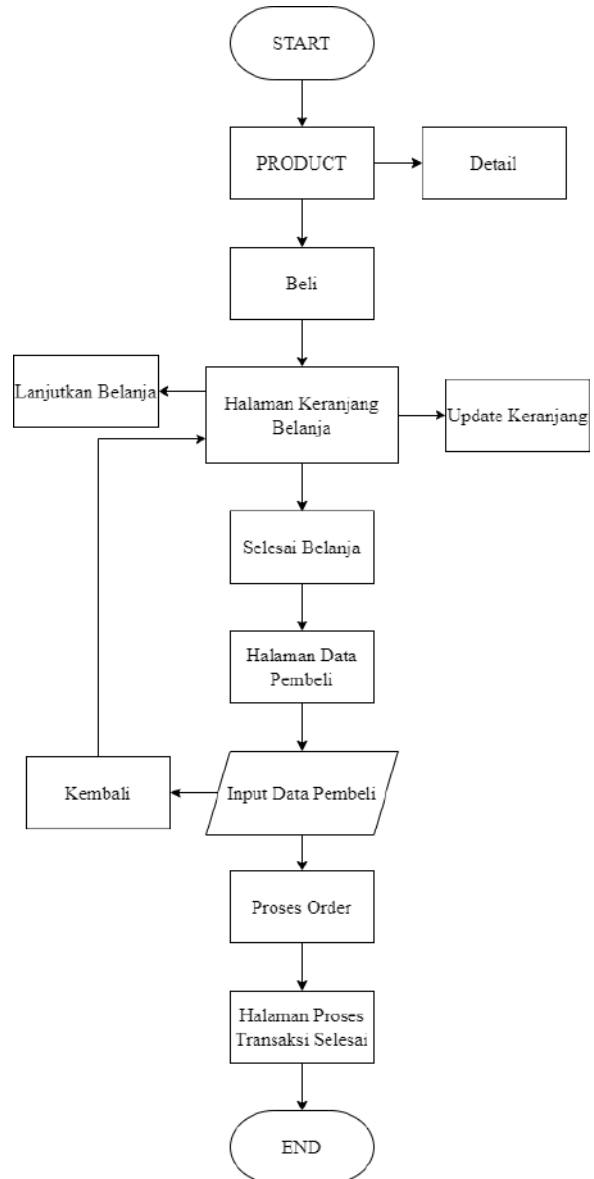 START
PRODUCT
Detail
Beli
Lanjutkan Belanja
Halaman Keranjang
Belanja
Update Keranjang
Selesai Belanja
Halaman Data
Pembeli
Kembali
Input Data Pembeli
Proses Order
Halaman Proses
Transaksi Selesai
END